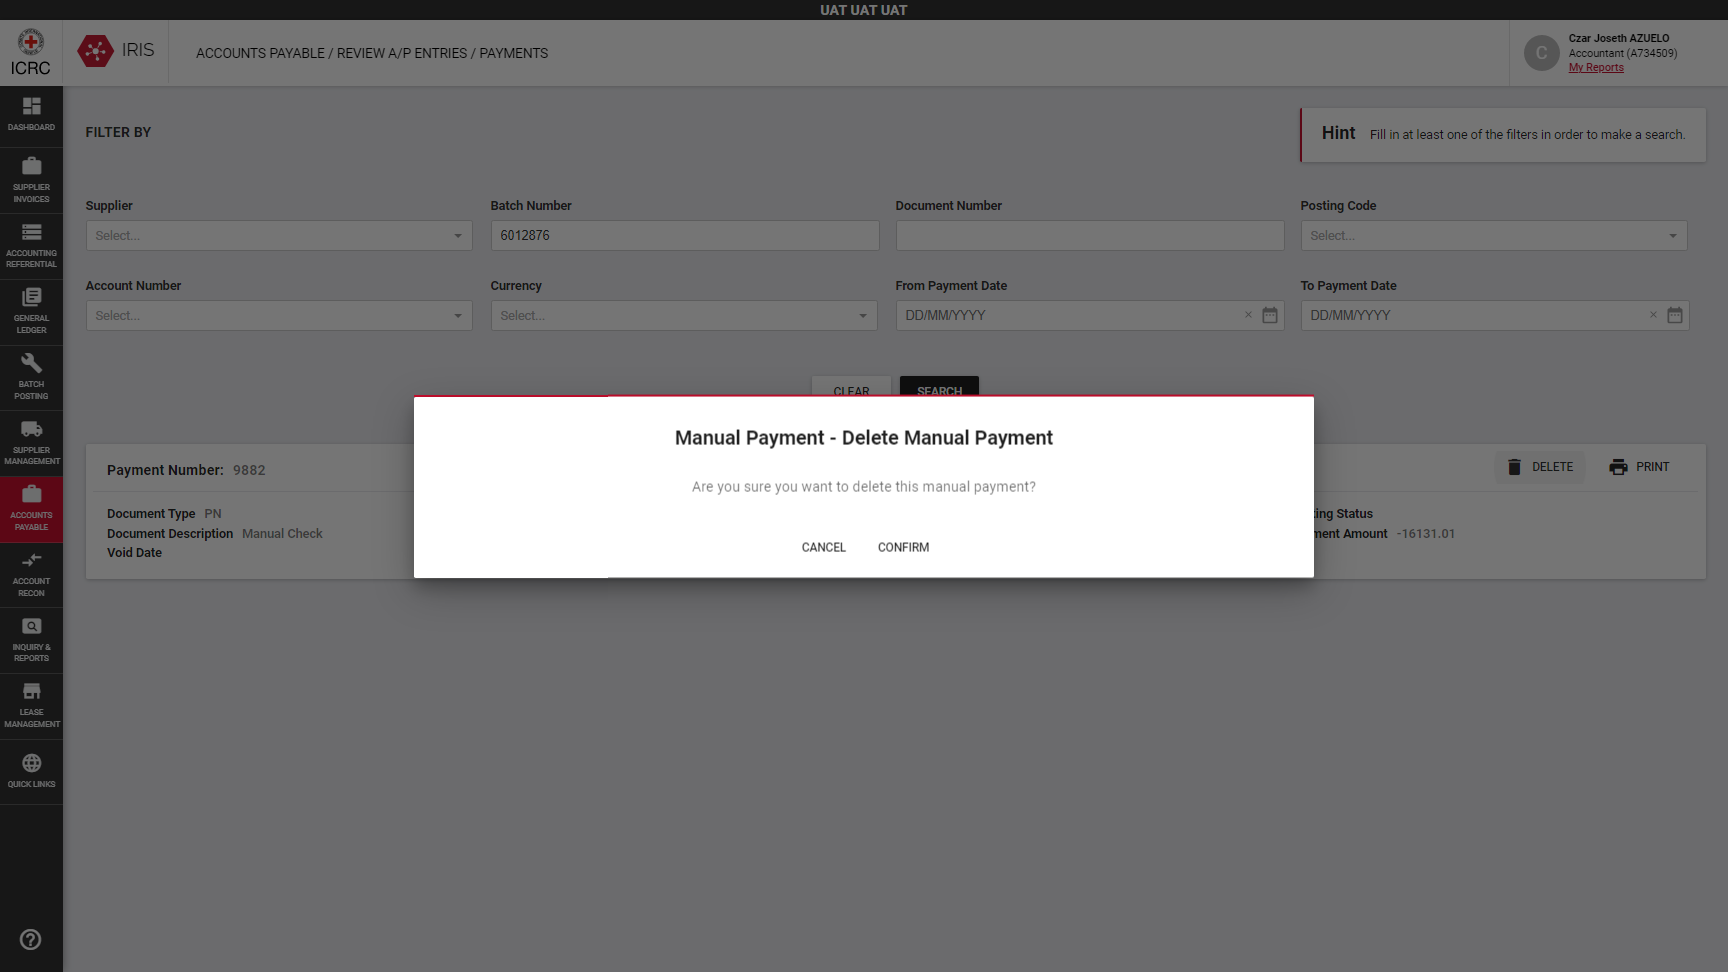 UAT UAT UAT
ICRC
IRIS
ACCOUNTS PAYABLE / REVIEW A/P ENTRIES / PAYMENTS
C
Czar Joseth AZUELO
Accountant (A734509)
My Reports
DASHBOARD
SUPPLIER
INVOICES
ACCOUNTING
REFERENTIAL
GENERAL
LEDGER
BATCH
POSTING
SUPPLIER
MANAGEMENT
ACCOUNTS
PAYABLE
ACCOUNT
RECON
INQUIRY &
REPORTS
LEASE
MANAGEMENT
QUICK LINKS
FILTER BY
Hint Fill in at least one of the filters in order to make a search.
Supplier Batch Number Document Number Posting Code
Select... 6012876 Select...
Account Number Currency From Payment Date To Payment Date
Select... Select... DD/MM/YYYY × DD/MM/YYYY ×
CLEAR SEARCH
Manual Payment - Delete Manual Payment
Are you sure you want to delete this manual payment?
CANCEL CONFIRM
Payment Number: 9882 DELETE PRINT
Document Type PN ing Status
Document Description Manual Check ment Amount -16131.01
Void Date